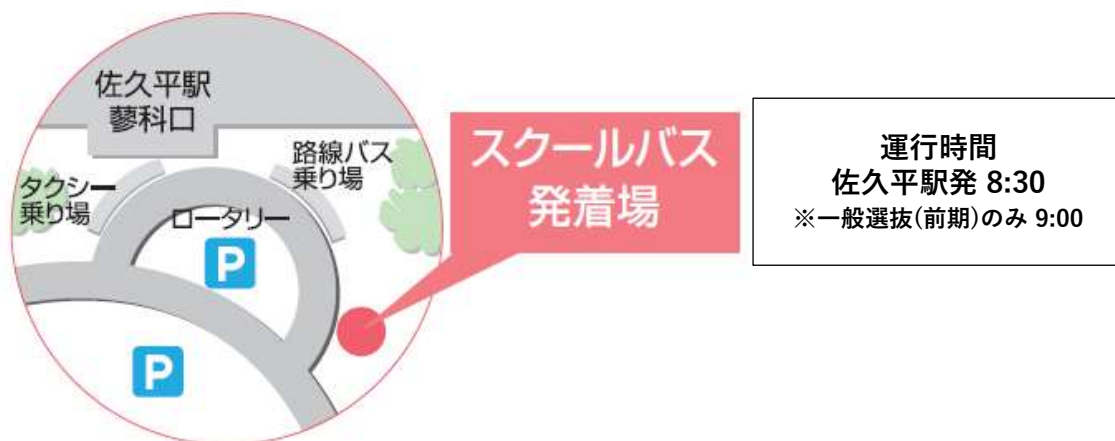 佐久平駅
蓼科口
路線バス
乗り場
タクシー
乗り場
ロータリー
P
P
スクールバス
発着場
運行時間
佐久平駅発 8:30
※一般選抜(前期)のみ 9:00